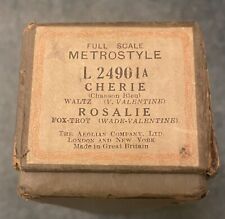 FULL SCALE
METROSTYLE
L 24901A
CHERIE
(Chanson Bleu)
WALTZ (V. VALENTINE)
ROSALIE
FOX-TROT (WADE-VALENTINE)
THE AEOLIAN COMPANY, LTD.
LONDON AND NEW YORK
Made in Great Britain